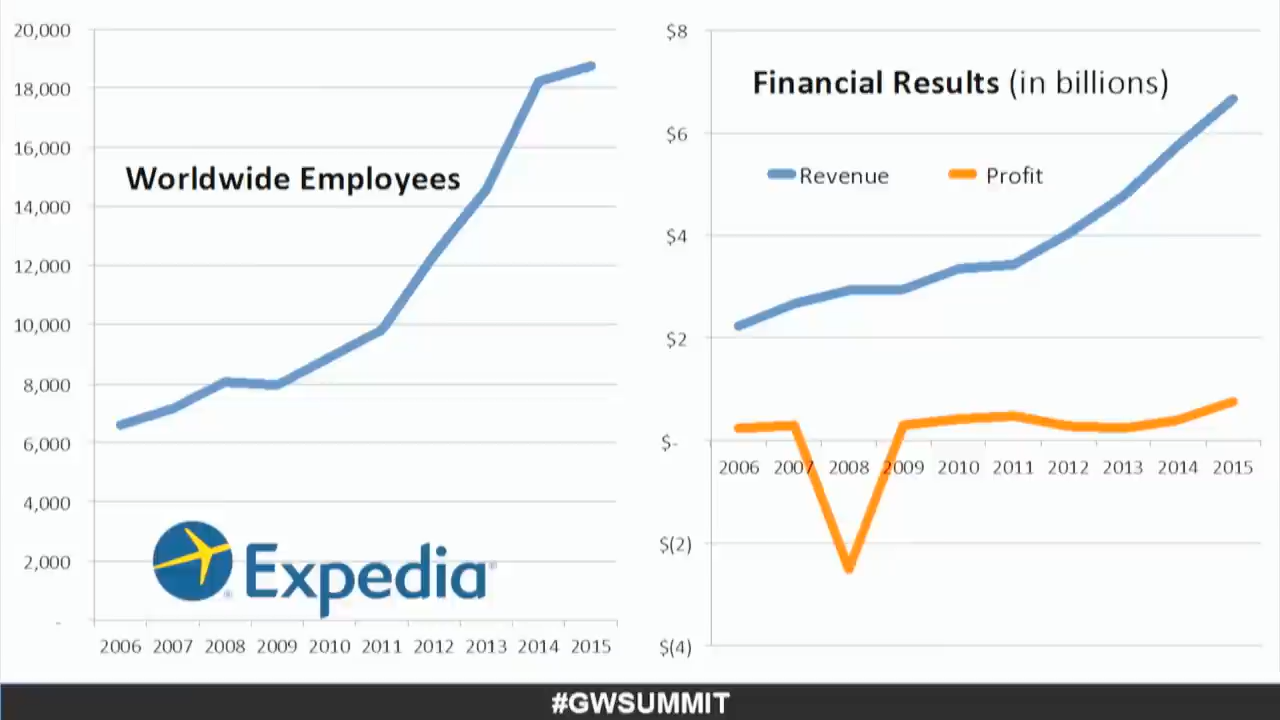 20,000
18,000
16,000
14,000
12,000
10,000
8,000
6,000
4,000
2,000
-
Worldwide Employees
Expedia®
2006 2007 2008 2009 2010 2011 2012 2013 2014 2015
$8
$6
$4
$2
$-
$(2)
$(4)
Financial Results (in billions)
Revenue Profit
2006 2007 2008 2009 2010 2011 2012 2013 2014 2015
#GWSUMMIT